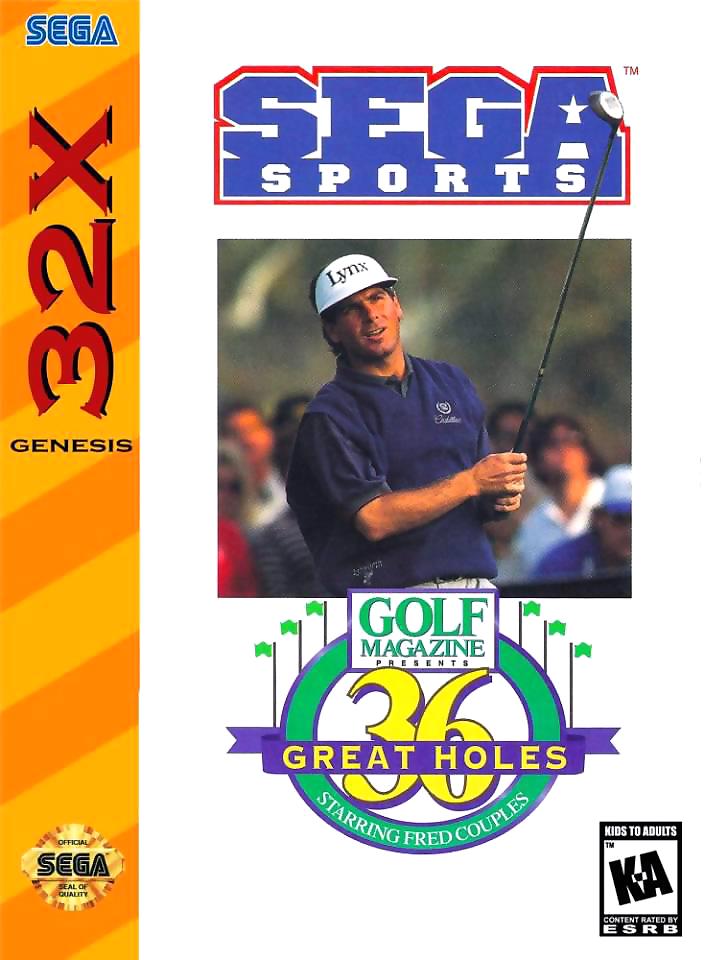 SEGA
32X
GENESIS
SEGA
SPORTS
TM
Lynx
Cadillac
GOLF
MAGAZINE
PRESENTS
36
GREAT HOLES
STARRING FRED COUPLES
OFFICIAL
SEGA
SEAL OF
QUALITY
KIDS TO ADULTS
TM
K-A
CONTENT RATED BY
ESRB